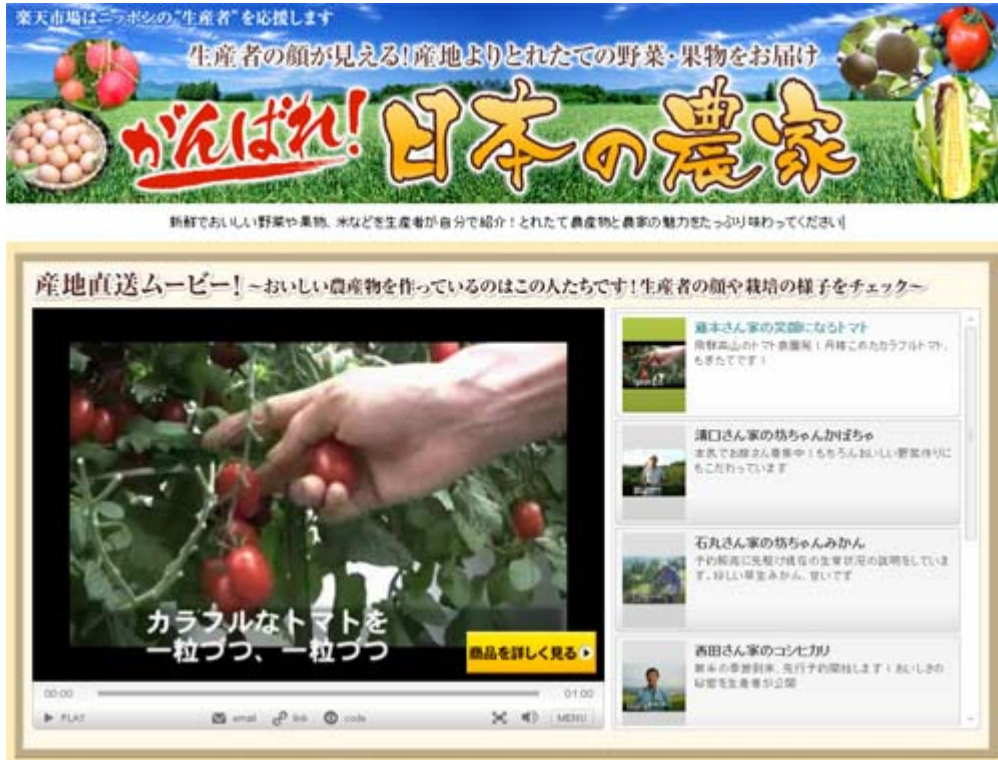 楽天市場はニッポンの"生産者"を応援します
生産者の顔が見える!産地よりとれたての野菜・果物をお届け
がんばれ!日本の農家
新鮮でおいしい野菜や果物、米などを生産者が自分で紹介!とれたて農産物と農家の魅力をたっぷり味わってください
産地直送ムービー! ~おいしい農産物を作っているのはこの人たちです!生産者の顔や栽培の様子をチェック~
カラフルなトマトを
一粒づつ、一粒づつ
商品を詳しく見る
00:00
01:00
PLAY
email
link
code
MENU
藤本さん家の笑顔になるトマト
飛騨高山のトマト農園発!丹精こめたカラフルトマト、
もぎたてです!
溝口さん家の坊ちゃんかぼちゃ
本気でお嫁さん募集中!もちろんおいしい野菜作りに
もこだわっています
石丸さん家の坊ちゃんみかん
予約販売に先駆け現在の生育状況の説明をしていま
す。珍しい早生みかん、甘いです
西田さん家のコシヒカリ
新米の季節到来、先行予約開始します!おいしさの
秘密を生産者が公開